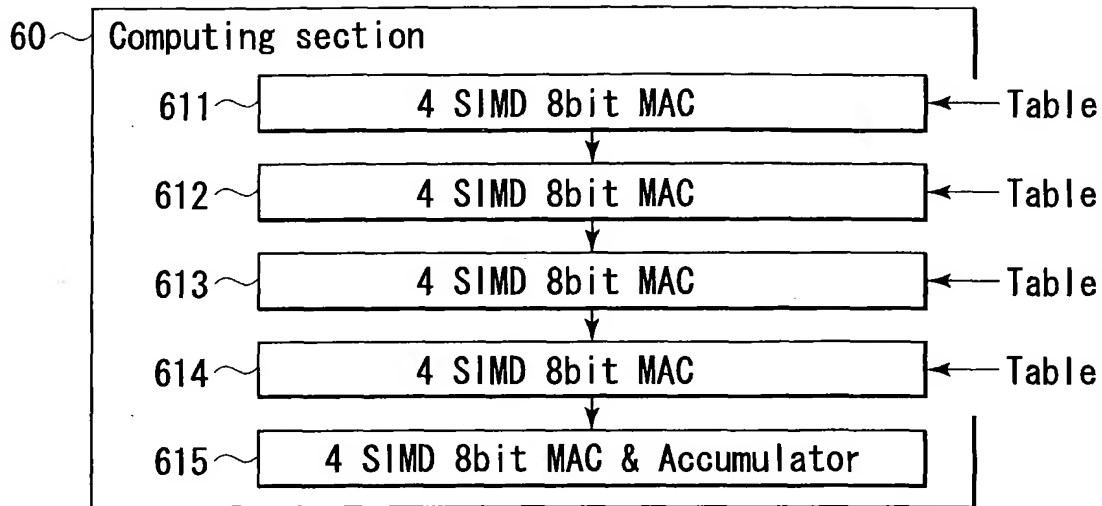 60 Computing section
611 4 SIMD 8bit MAC Table
612 4 SIMD 8bit MAC Table
613 4 SIMD 8bit MAC Table
614 4 SIMD 8bit MAC Table
615 4 SIMD 8bit MAC & Accumulator